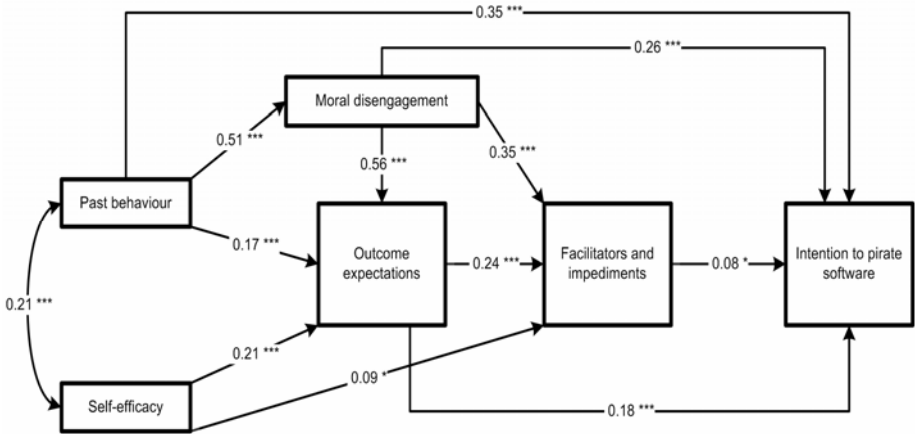 0.35 ***
0.26 ***
Moral disengagement
0.51 ***
0.56 ***
0.35 ***
Past behaviour
0.17 ***
Outcome
expectations
0.24 ***
Facilitators and
impediments
0.08 *
Intention to pirate
software
0.21 ***
0.21 ***
0.09 *
Self-efficacy
0.18 ***